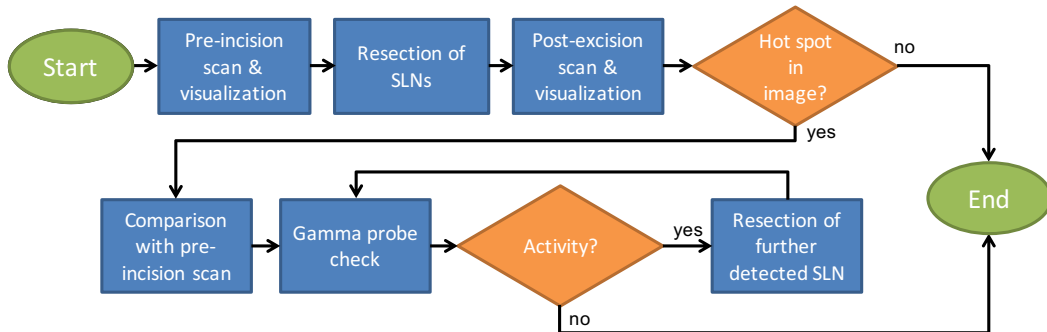 Start
Pre-incision
scan &
visualization
Resection of
SLNs
Post-excision
scan &
visualization
Hot spot
in
image?
no
yes
End
Comparison
with pre-
incision scan
Gamma probe
check
Activity?
yes
Resection of
further
detected SLN
no